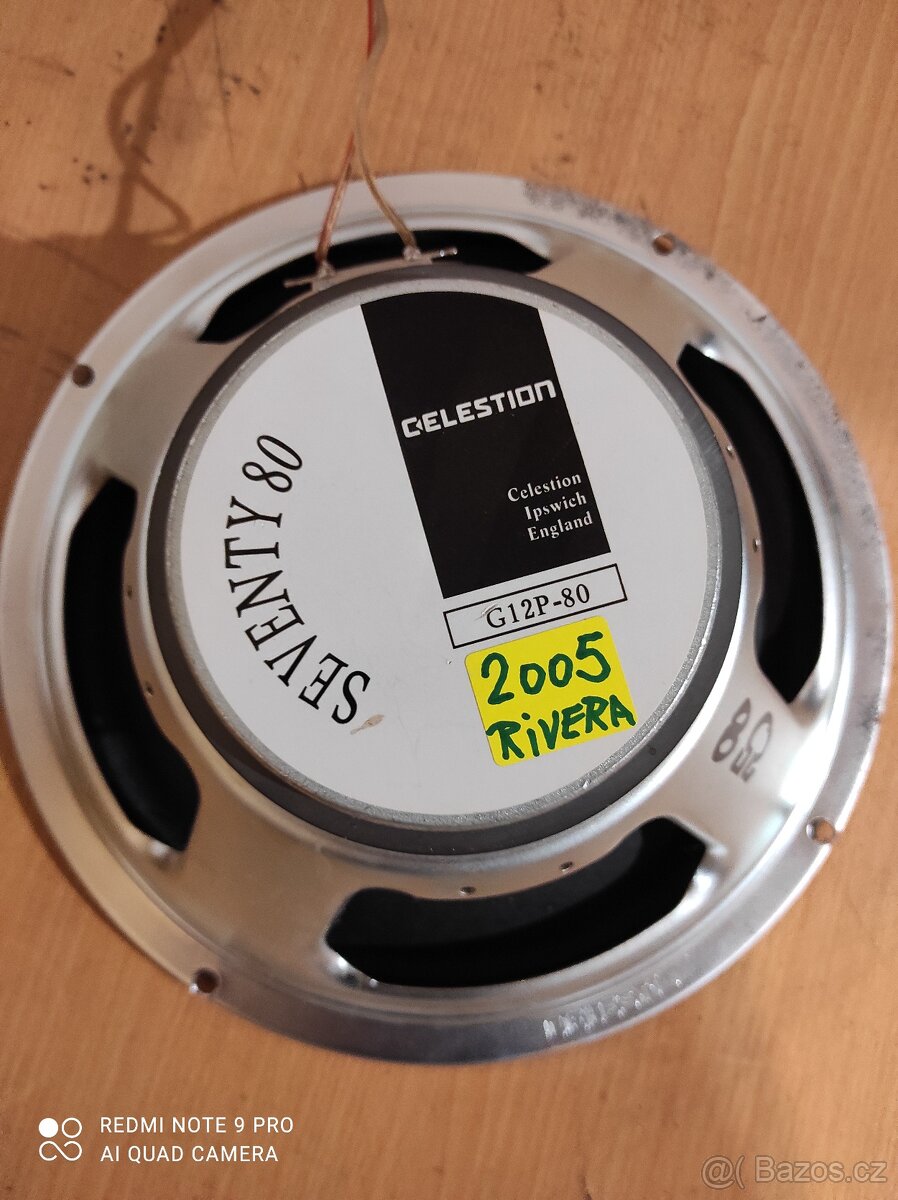 CELESTION
Celestion
Ipswich
England
SEVENTY 80
G12P-80
2005
RIVERA
8Ω
REDMI NOTE 9 PRO
AI QUAD CAMERA
@( Bazos.cz